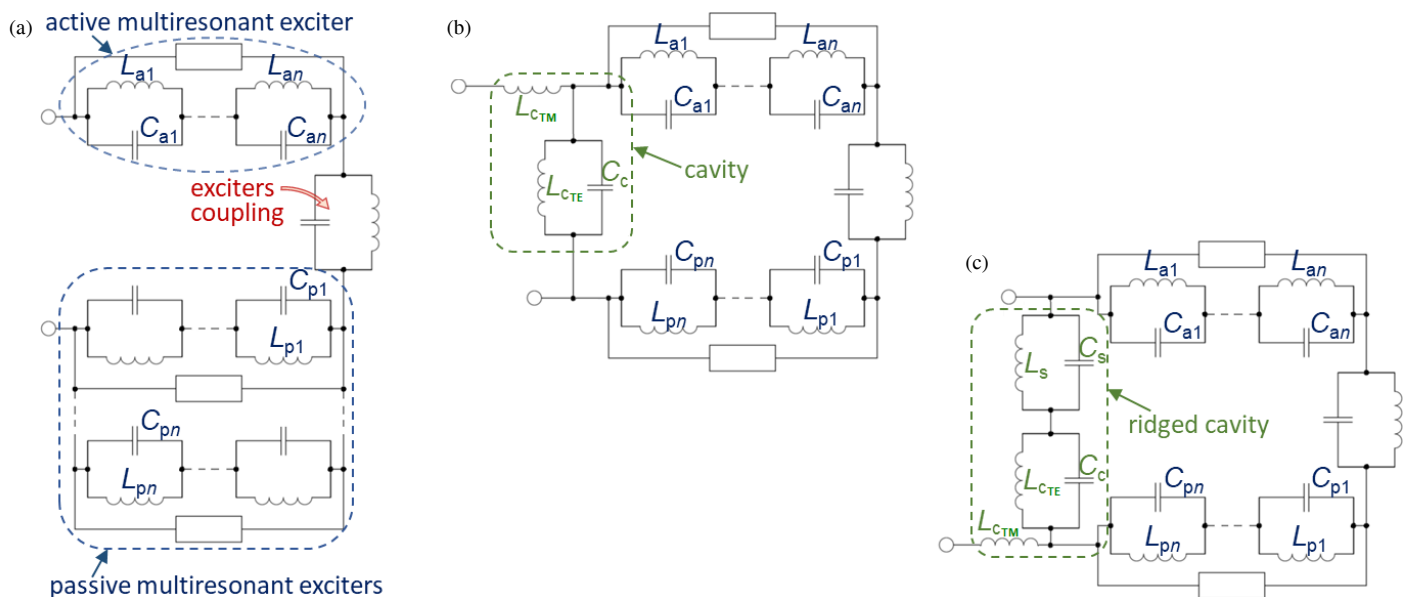 (a)
active multiresonant exciter
La1
Lan
Ca1
Can
exciters
coupling
Cp1
Lp1
Cpn
Lpn
passive multiresonant exciters
(b)
La1
Lan
LCTM
Ca1
Can
LCTE
CC
cavity
Cpn
Cp1
Lpn
Lp1
(c)
La1
Lan
Ca1
Can
LS
CS
ridged cavity
LCTE
CC
LCTM
Cpn
Cp1
Lpn
Lp1